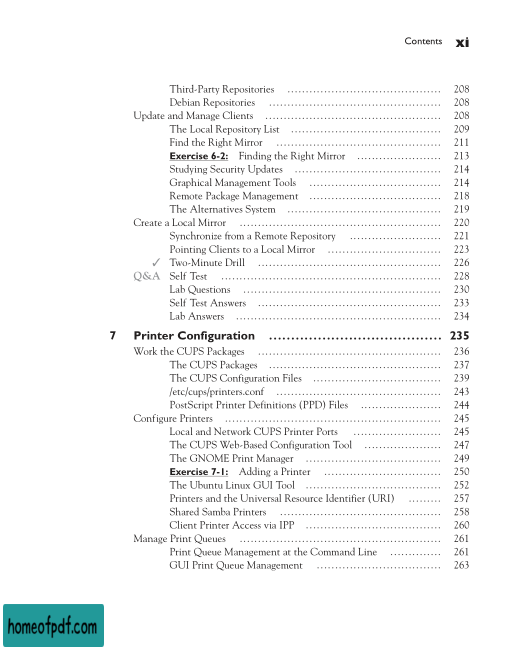 Contents xi
Third-Party Repositories ........................................ 208
Debian Repositories ............................................. 208
Update and Manage Clients .............................................. 208
The Local Repository List ....................................... 209
Find the Right Mirror ........................................... 211
Exercise 6-2: Finding the Right Mirror ...................... 213
Studying Security Updates ...................................... 214
Graphical Management Tools ................................... 214
Remote Package Management ................................... 218
The Alternatives System ........................................ 219
Create a Local Mirror ..................................................... 220
Synchronize from a Remote Repository ........................ 221
Pointing Clients to a Local Mirror .............................. 223
✓ Two-Minute Drill ................................................ 226
Q&A Self Test ......................................................... 228
Lab Questions ................................................... 230
Self Test Answers ............................................... 233
Lab Answers ..................................................... 234
7 Printer Configuration ...................................... 235
Work the CUPS Packages ................................................ 236
The CUPS Packages ............................................. 237
The CUPS Configuration Files .................................. 239
/etc/cups/printers.conf ........................................... 243
PostScript Printer Definitions (PPD) Files ...................... 244
Configure Printers ......................................................... 245
Local and Network CUPS Printer Ports ........................ 245
The CUPS Web-Based Configuration Tool ..................... 247
The GNOME Print Manager .................................... 249
Exercise 7-1: Adding a Printer ............................... 250
The Ubuntu Linux GUI Tool .................................... 252
Printers and the Universal Resource Identifier (URI) ......... 257
Shared Samba Printers .......................................... 258
Client Printer Access via IPP .................................... 260
Manage Print Queues ..................................................... 261
Print Queue Management at the Command Line .............. 261
GUI Print Queue Management ................................. 263
homeofpdf.com